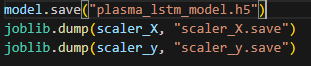 model.save("plasma_lstm_model.h5")
joblib.dump(scaler_X, "scaler_X.save")
joblib.dump(scaler_y, "scaler_y.save")